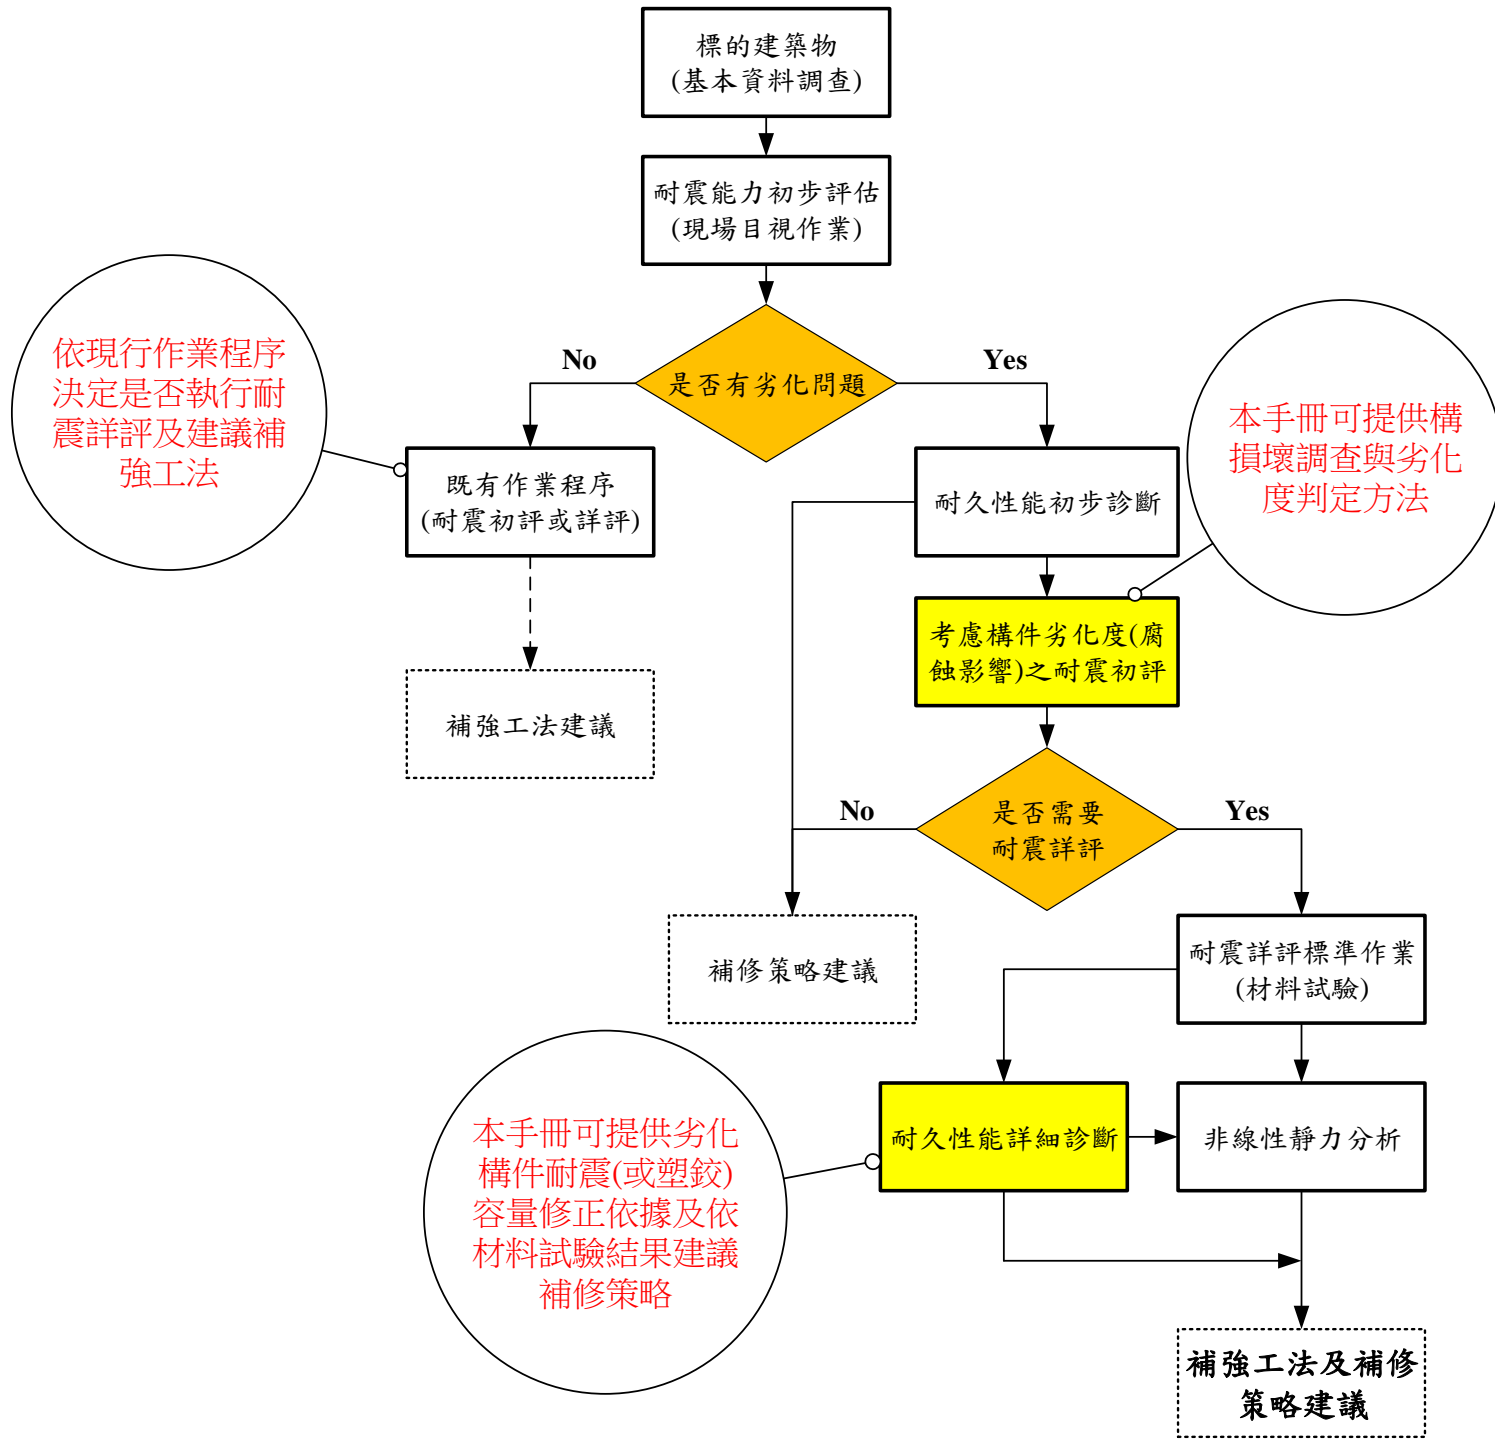 標的建築物
(基本資料調查)
耐震能力初步評估
(現場目視作業)
是否有劣化問題
No
Yes
依現行作業程序
決定是否執行耐
震詳評及建議補
強工法
既有作業程序
(耐震初評或詳評)
補強工法建議
耐久性能初步診斷
本手冊可提供構
損壞調查與劣化
度判定方法
考慮構件劣化度(腐
蝕影響)之耐震初評
是否需要
耐震詳評
No
Yes
補修策略建議
耐震詳評標準作業
(材料試驗)
耐久性能詳細診斷
非線性靜力分析
本手冊可提供劣化
構件耐震(或塑鉸)
容量修正依據及依
材料試驗結果建議
補修策略
補強工法及補修
策略建議